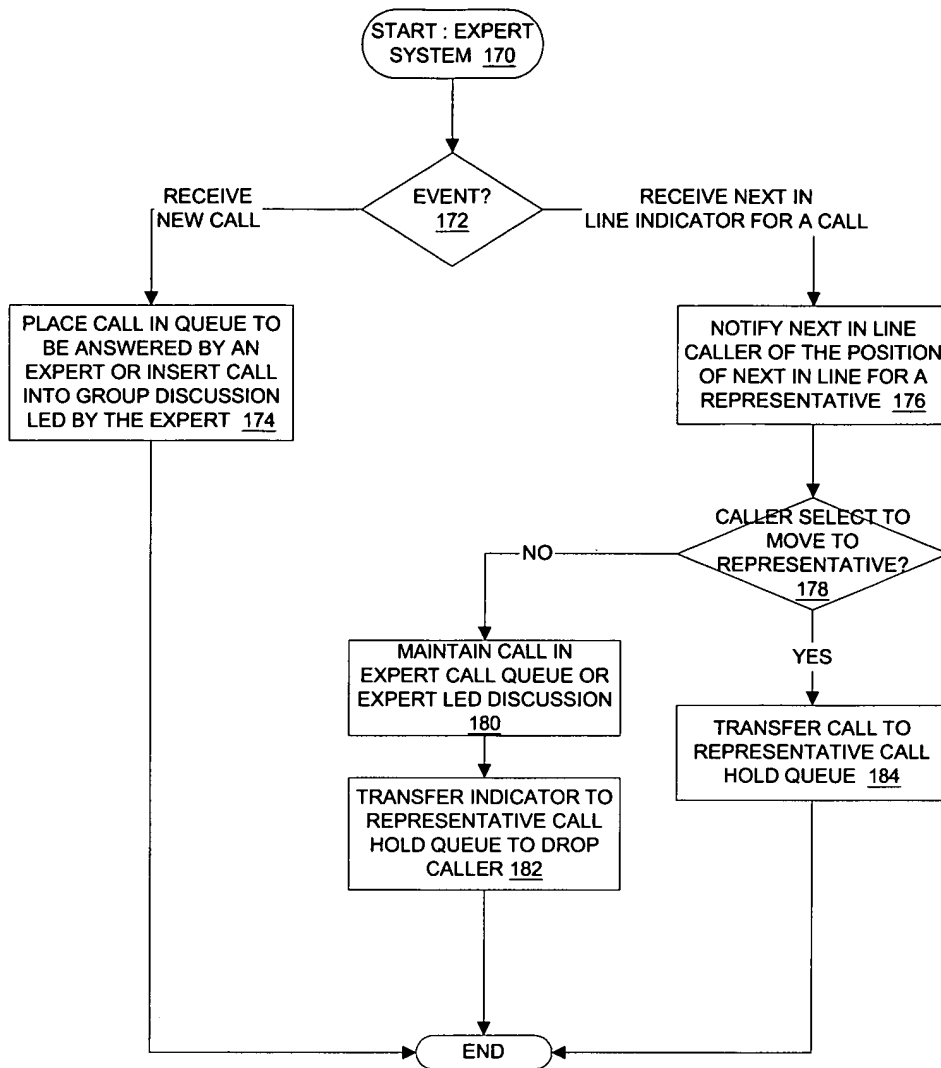 START : EXPERT
SYSTEM 170
EVENT?
172
RECEIVE
NEW CALL
RECEIVE NEXT IN
LINE INDICATOR FOR A CALL
PLACE CALL IN QUEUE TO
BE ANSWERED BY AN
EXPERT OR INSERT CALL
INTO GROUP DISCUSSION
LED BY THE EXPERT 174
NOTIFY NEXT IN LINE
CALLER OF THE POSITION
OF NEXT IN LINE FOR A
REPRESENTATIVE 176
CALLER SELECT TO
MOVE TO
REPRESENTATIVE?
178
NO
YES
MAINTAIN CALL IN
EXPERT CALL QUEUE OR
EXPERT LED DISCUSSION
180
TRANSFER CALL TO
REPRESENTATIVE CALL
HOLD QUEUE 184
TRANSFER INDICATOR TO
REPRESENTATIVE CALL
HOLD QUEUE TO DROP
CALLER 182
END